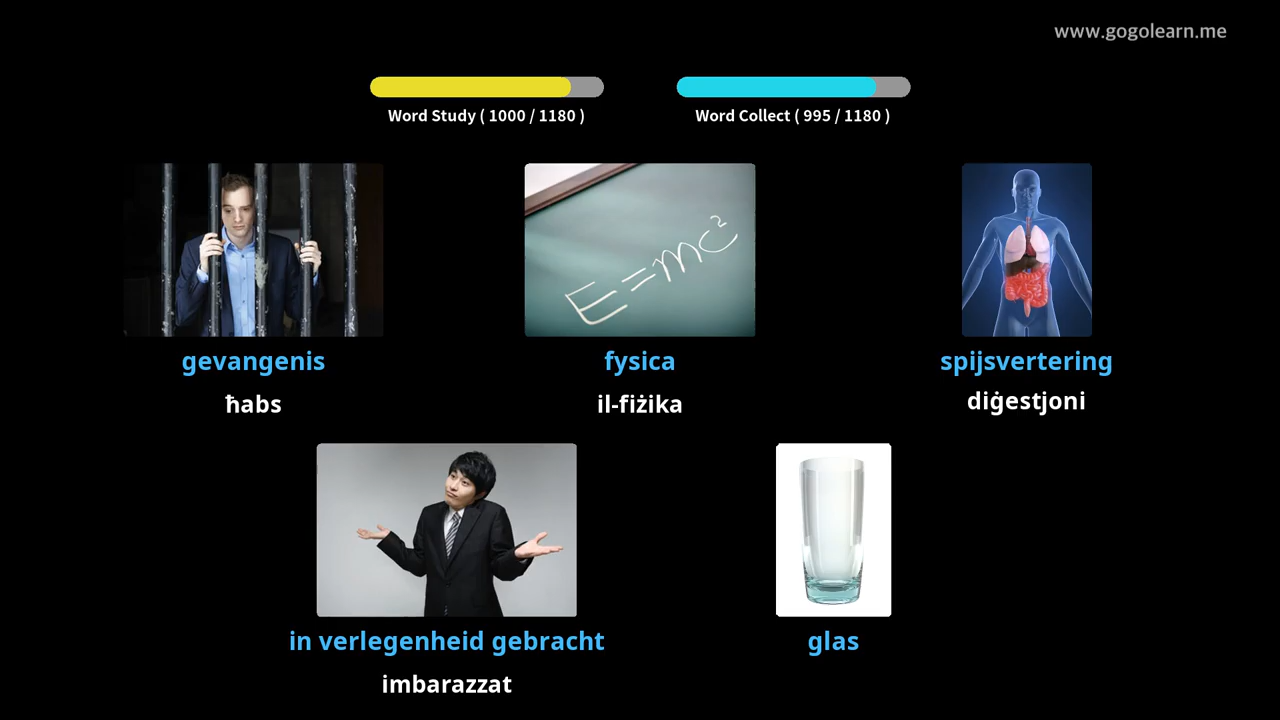 www.gogolearn.me
Word Study ( 1000 / 1180 )
Word Collect ( 995 / 1180 )
E=mc²
gevangenis
fysica
spijsvertering
ħabs
il-fiżika
diġestjoni
in verlegenheid gebracht
glas
imbarazzat